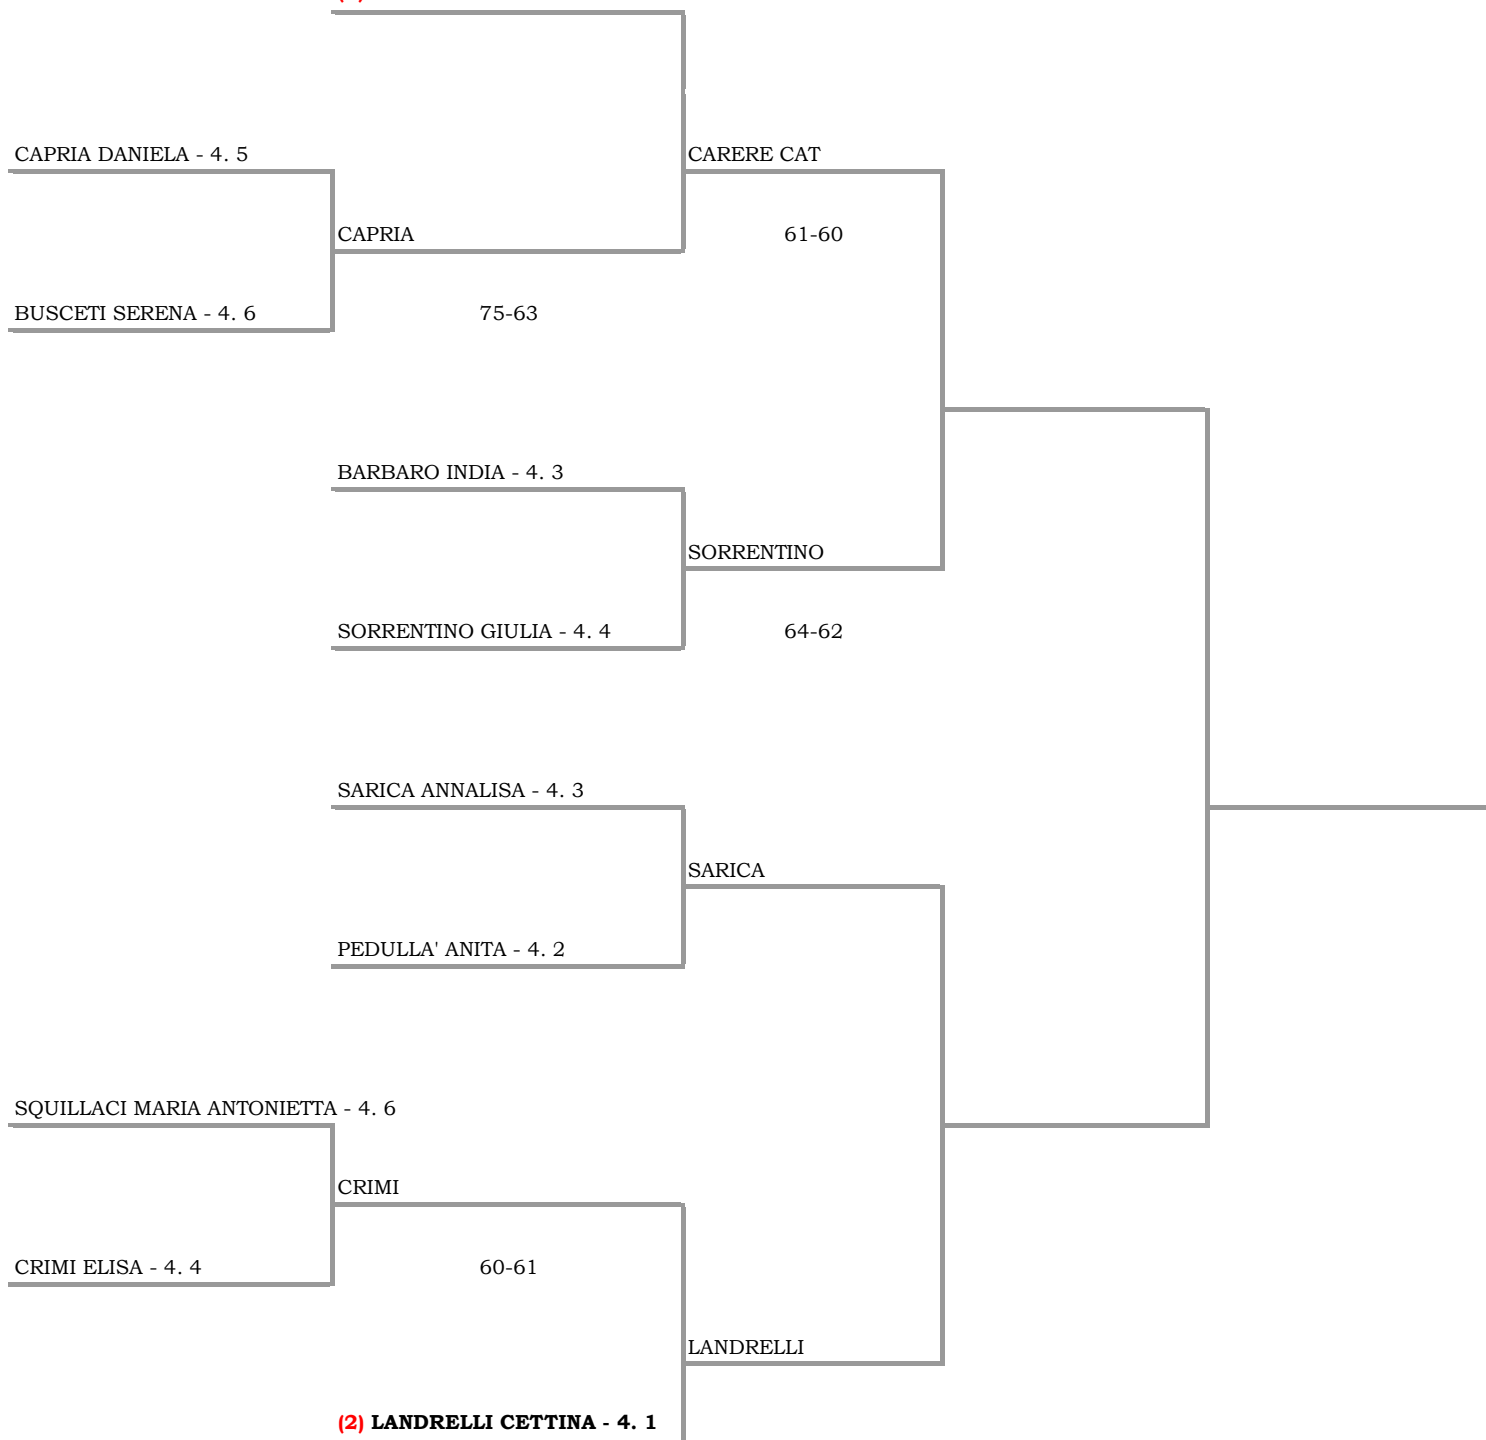 CAPRIA DANIELA - 4. 5
CARERE CAT
CAPRIA
61-60
BUSCETI SERENA - 4. 6
75-63
BARBARO INDIA - 4. 3
SORRENTINO
SORRENTINO GIULIA - 4. 4
64-62
SARICA ANNALISA - 4. 3
SARICA
PEDULLA' ANITA - 4. 2
SQUILLACI MARIA ANTONIETTA - 4. 6
CRIMI
CRIMI ELISA - 4. 4
60-61
LANDRELLI
(2) LANDRELLI CETTINA - 4. 1